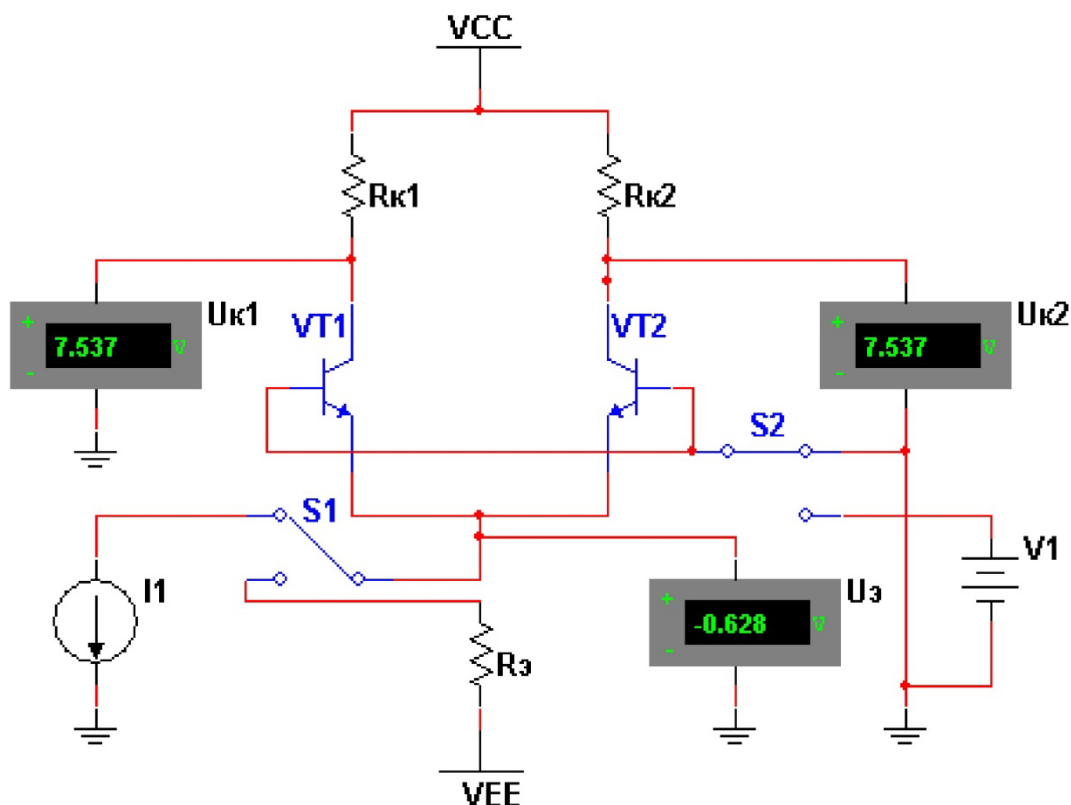 VCC
Rк1
Rк2
Uк1
+
7.537 V
-
VT1
VT2
Uк2
+
7.537 V
-
S2
S1
I1
V1
Uэ
+
-0.628 V
-
Rэ
VEE